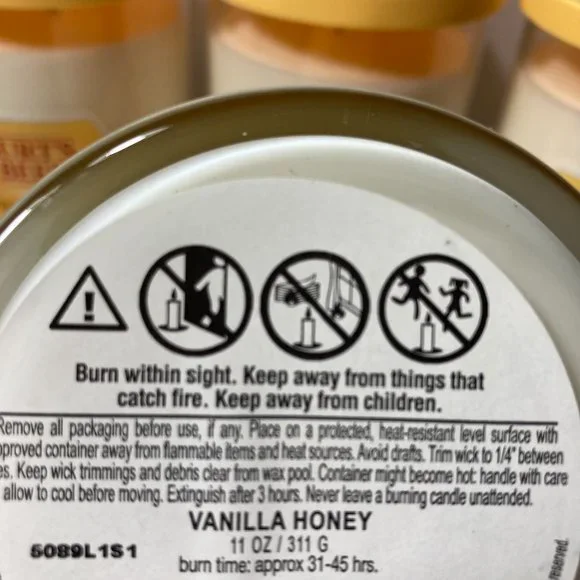 URT'S
BEE
Burn within sight. Keep away from things that
catch fire. Keep away from children.
Remove all packaging before use, if any. Place on a protected, heat-resistant level surface with
approved container away from flammable items and heat sources. Avoid drafts. Trim wick to 1/4" between
es. Keep wick trimmings and debris clear from wax pool. Container might become hot: handle with care
allow to cool before moving. Extinguish after 3 hours. Never leave a burning candle unattended.
VANILLA HONEY
11 OZ / 311 G
burn time: approx 31-45 hrs.
5089L1S1
reserved.